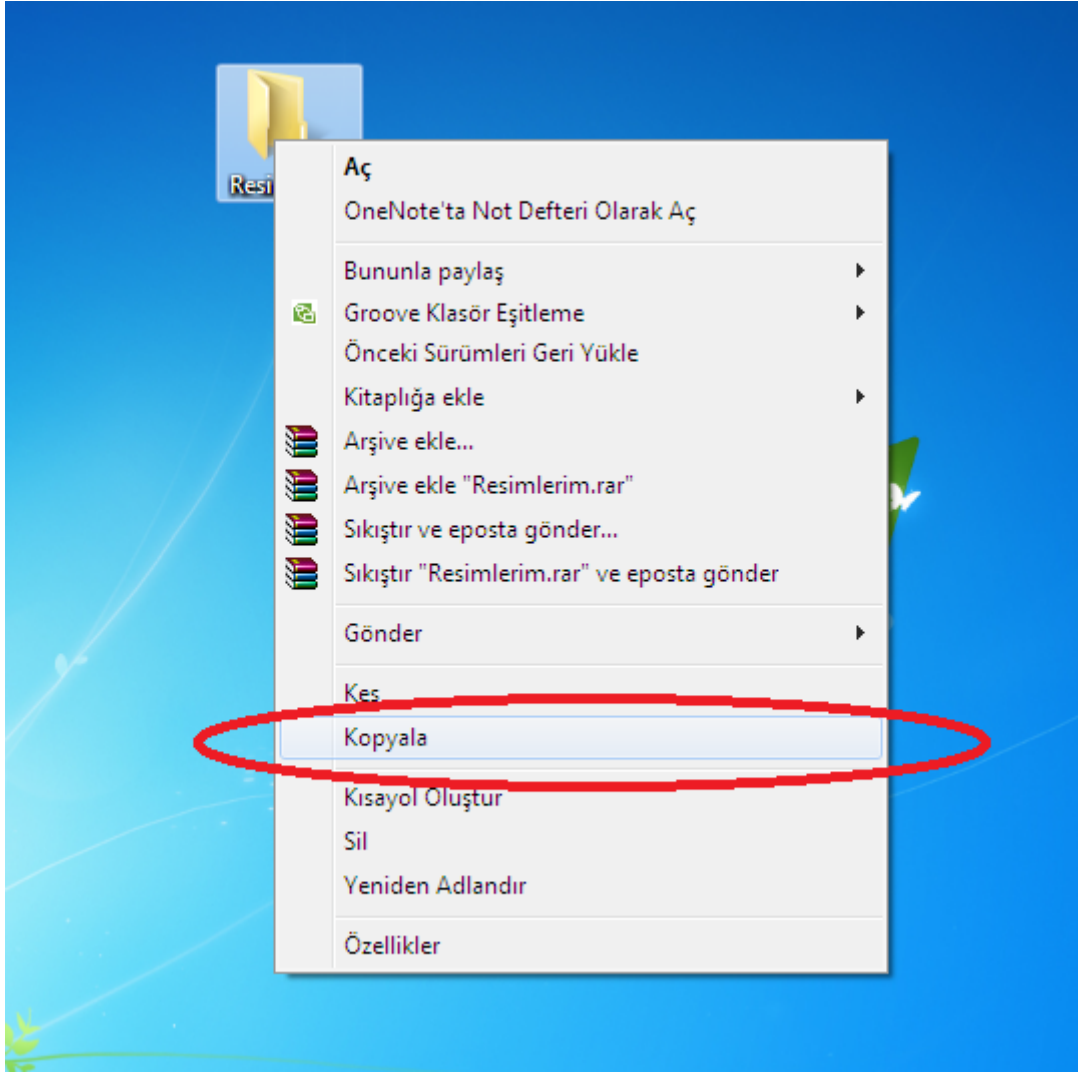 Resi
Aç
OneNote'ta Not Defteri Olarak Aç
Bununla paylaş
Groove Klasör Eşitleme
Önceki Sürümleri Geri Yükle
Kitaplığa ekle
Arşive ekle...
Arşive ekle "Resimlerim.rar"
Sıkıştır ve eposta gönder...
Sıkıştır "Resimlerim.rar" ve eposta gönder
Gönder
Kes
Kopyala
Kısayol Oluştur
Sil
Yeniden Adlandır
Özellikler